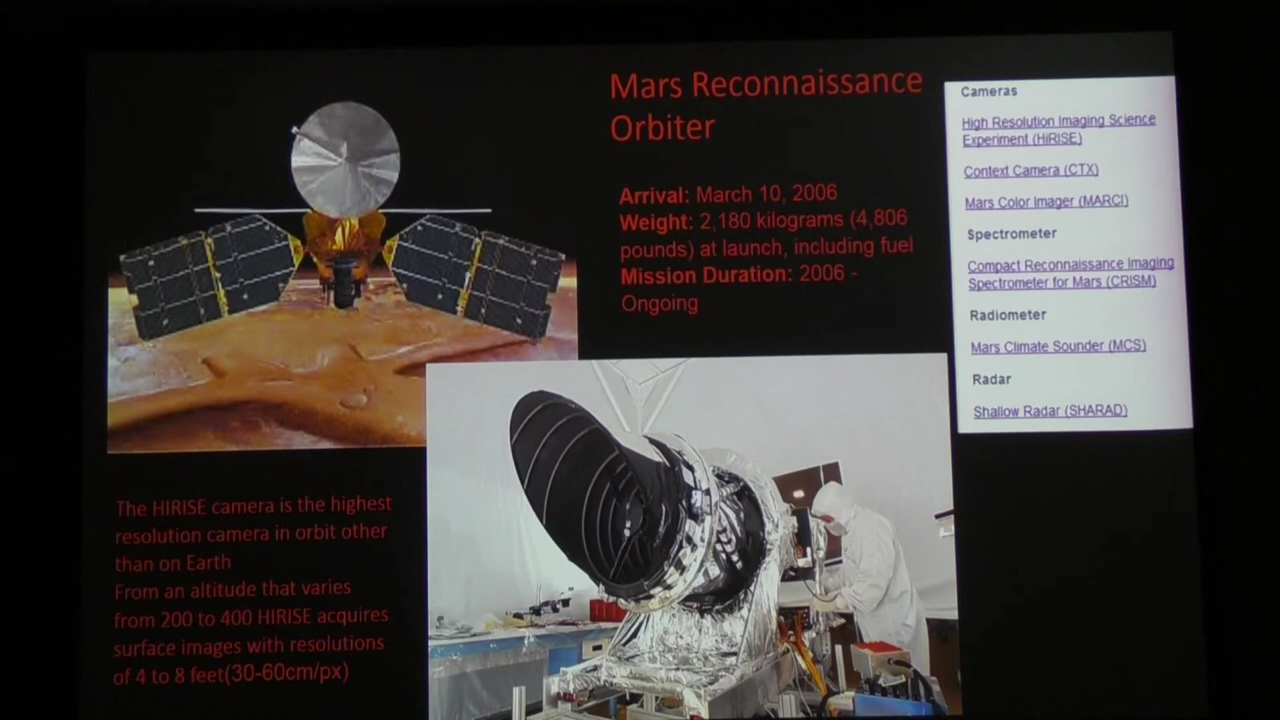 Mars Reconnaissance
Orbiter
Arrival: March 10, 2006
Weight: 2,180 kilograms (4,806
pounds) at launch, including fuel
Mission Duration: 2006 -
Ongoing
Cameras
High Resolution Imaging Science
Experiment (HiRISE)
Context Camera (CTX)
Mars Color Imager (MARCI)
Spectrometer
Compact Reconnaissance Imaging
Spectrometer for Mars (CRISM)
Radiometer
Mars Climate Sounder (MCS)
Radar
Shallow Radar (SHARAD)
The HIRISE camera is the highest
resolution camera in orbit other
than on Earth
From an altitude that varies
from 200 to 400 HIRISE acquires
surface images with resolutions
of 4 to 8 feet(30-60cm/px)